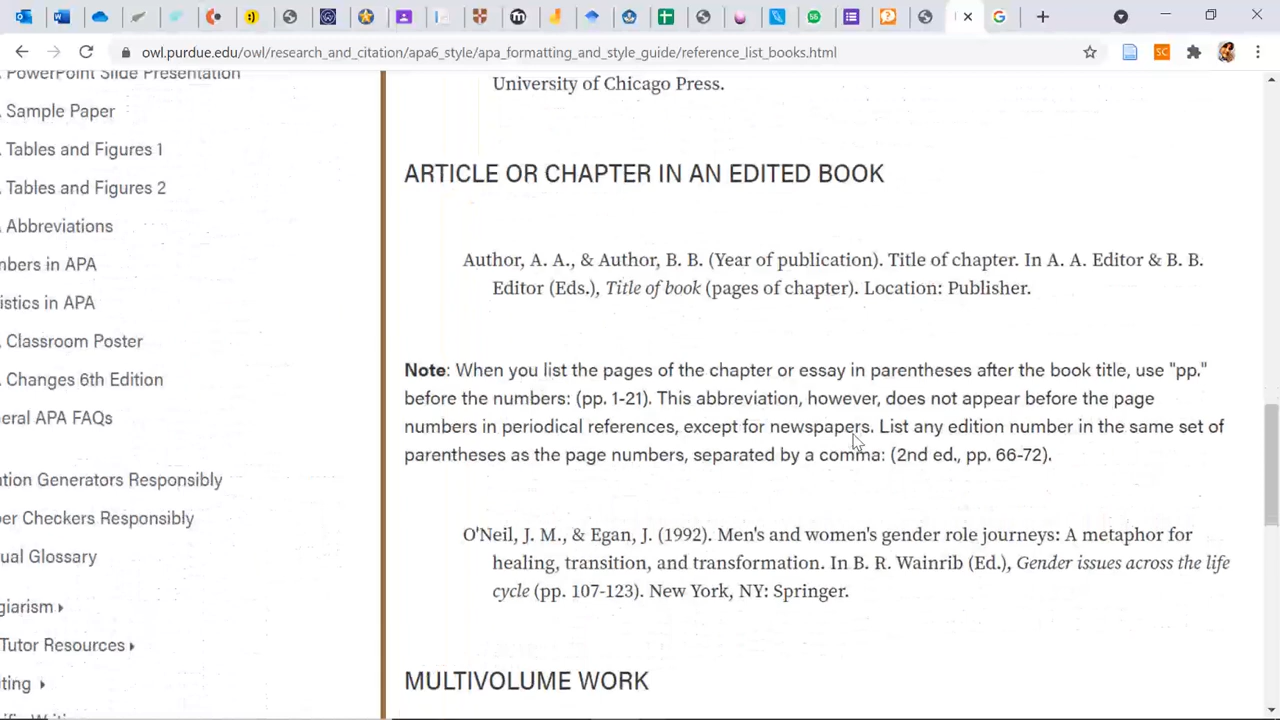 owl.purdue.edu/owl/research_and_citation/apa6_style/apa_formatting_and_style_guide/reference_list_books.html
PowerPoint Slide Presentation
Sample Paper
Tables and Figures 1
Tables and Figures 2
Abbreviations
mbers in APA
istics in APA
Classroom Poster
Changes 6th Edition
neral APA FAQs
tion Generators Responsibly
er Checkers Responsibly
ual Glossary
giarism
Tutor Resources
ting
University of Chicago Press.
ARTICLE OR CHAPTER IN AN EDITED BOOK
Author, A. A., & Author, B. B. (Year of publication). Title of chapter. In A. A. Editor & B. B.
Editor (Eds.), Title of book (pages of chapter). Location: Publisher.
Note: When you list the pages of the chapter or essay in parentheses after the book title, use "pp."
before the numbers: (pp. 1-21). This abbreviation, however, does not appear before the page
numbers in periodical references, except for newspapers. List any edition number in the same set of
parentheses as the page numbers, separated by a comma: (2nd ed., pp. 66-72).
O'Neil, J. M., & Egan, J. (1992). Men's and women's gender role journeys: A metaphor for
healing, transition, and transformation. In B. R. Wainrib (Ed.), Gender issues across the life
cycle (pp. 107-123). New York, NY: Springer.
MULTIVOLUME WORK